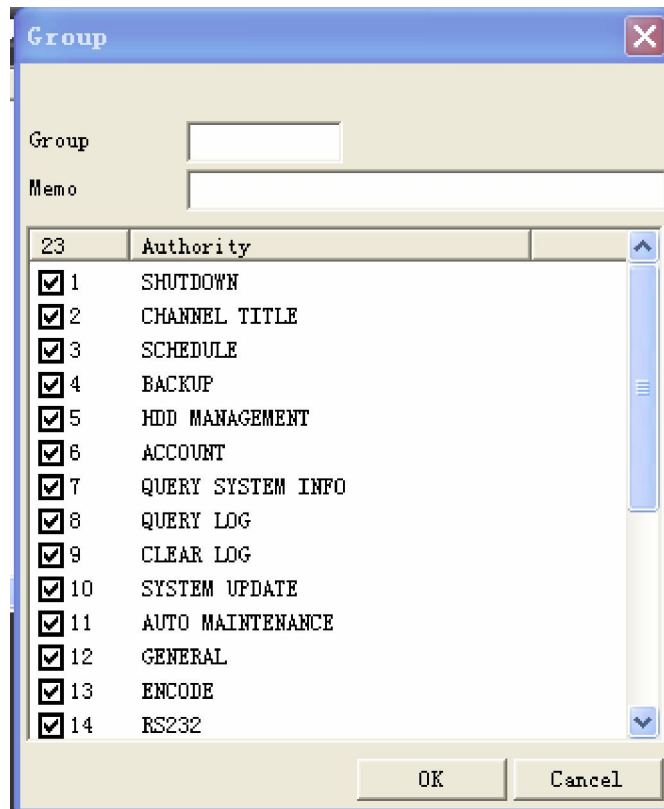 Group
Group
Memo
23 Authority
1 SHUTDOWN
2 CHANNEL TITLE
3 SCHEDULE
4 BACKUP
5 HDD MANAGEMENT
6 ACCOUNT
7 QUERY SYSTEM INFO
8 QUERY LOG
9 CLEAR LOG
10 SYSTEM UPDATE
11 AUTO MAINTENANCE
12 GENERAL
13 ENCODE
14 RS232
OK Cancel